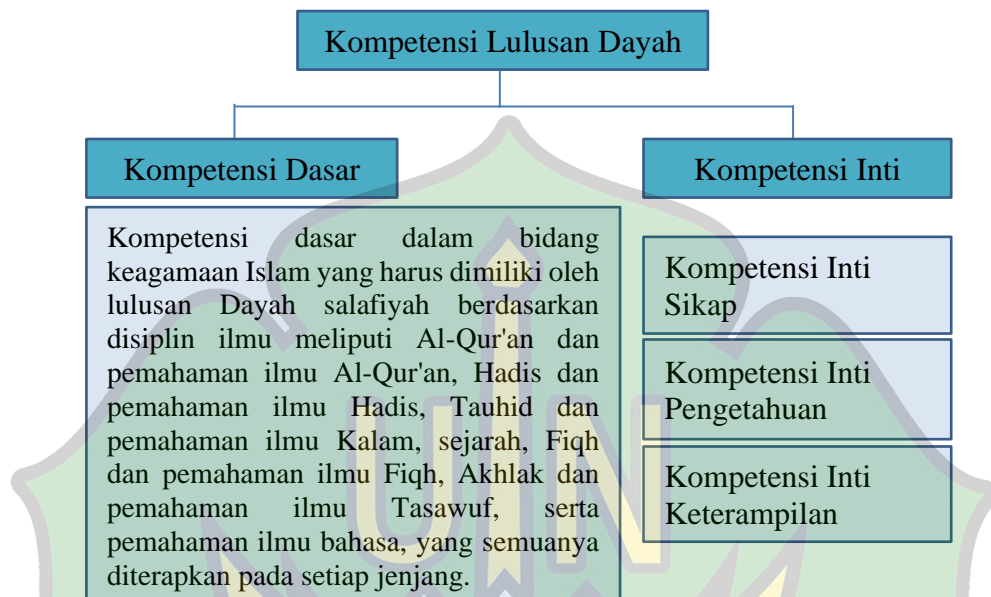 Kompetensi Lulusan Dayah
Kompetensi Dasar
Kompetensi dasar dalam bidang
keagamaan Islam yang harus dimiliki oleh
lulusan Dayah salafiyah berdasarkan
disiplin ilmu meliputi Al-Qur'an dan
pemahaman ilmu Al-Qur'an, Hadis dan
pemahaman ilmu Hadis, Tauhid dan
pemahaman ilmu Kalam, sejarah, Fiqh
dan pemahaman ilmu Fiqh, Akhlak dan
pemahaman ilmu Tasawuf, serta
pemahaman ilmu bahasa, yang semuanya
diterapkan pada setiap jenjang.
Kompetensi Inti
Kompetensi Inti
Sikap
Kompetensi Inti
Pengetahuan
Kompetensi Inti
Keterampilan
UIN